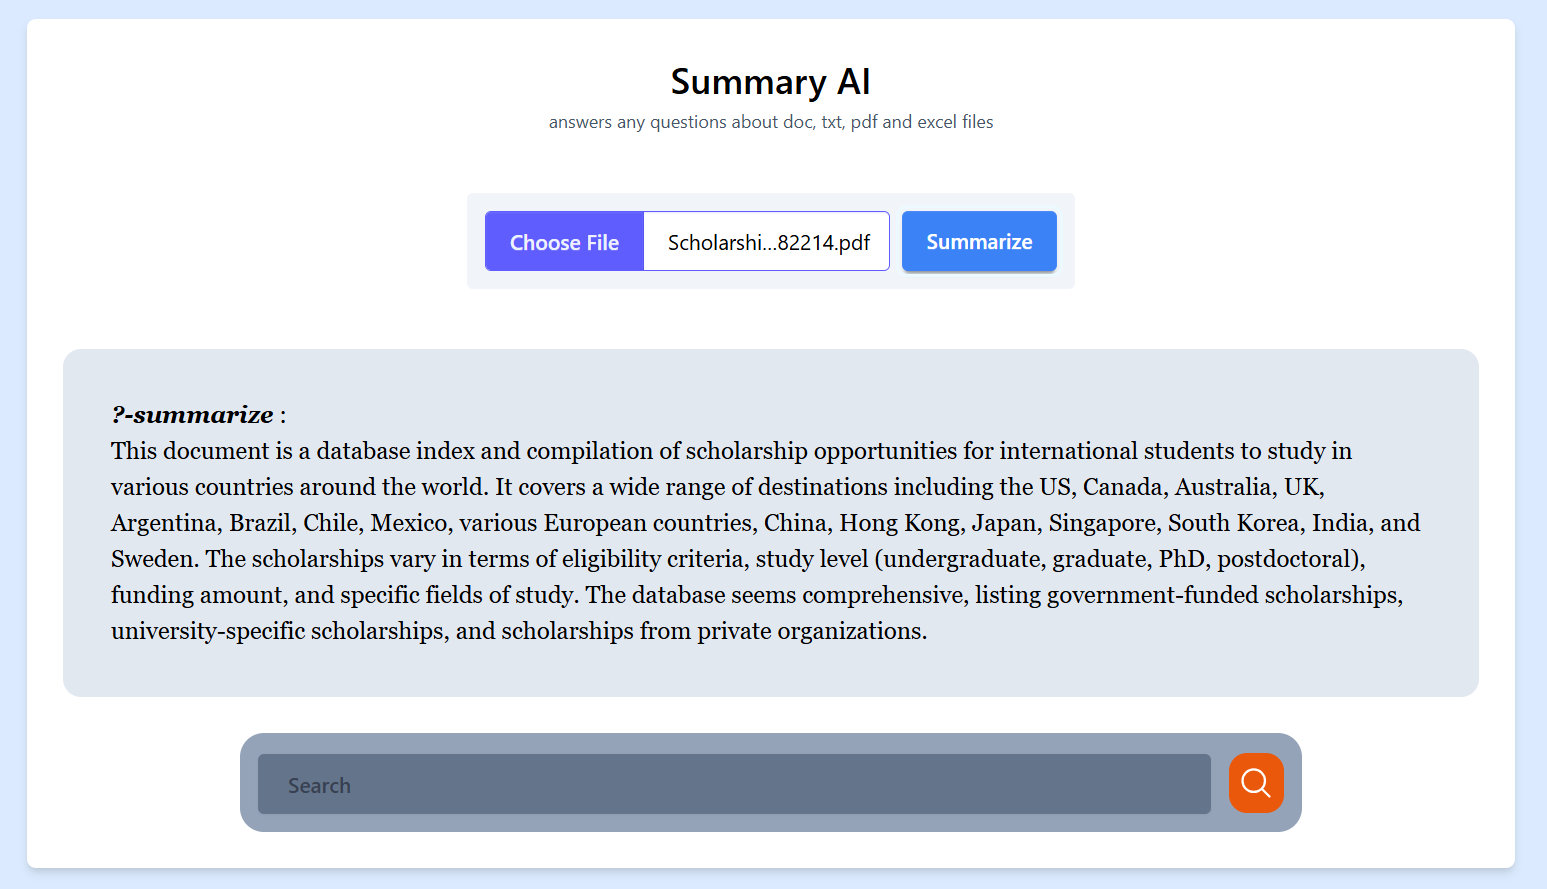 Summary AI
answers any questions about doc, txt, pdf and excel files
Choose File Scholarshi...82214.pdf Summarize
?-summarize :
This document is a database index and compilation of scholarship opportunities for international students to study in
various countries around the world. It covers a wide range of destinations including the US, Canada, Australia, UK,
Argentina, Brazil, Chile, Mexico, various European countries, China, Hong Kong, Japan, Singapore, South Korea, India, and
Sweden. The scholarships vary in terms of eligibility criteria, study level (undergraduate, graduate, PhD, postdoctoral),
funding amount, and specific fields of study. The database seems comprehensive, listing government-funded scholarships,
university-specific scholarships, and scholarships from private organizations.
Search